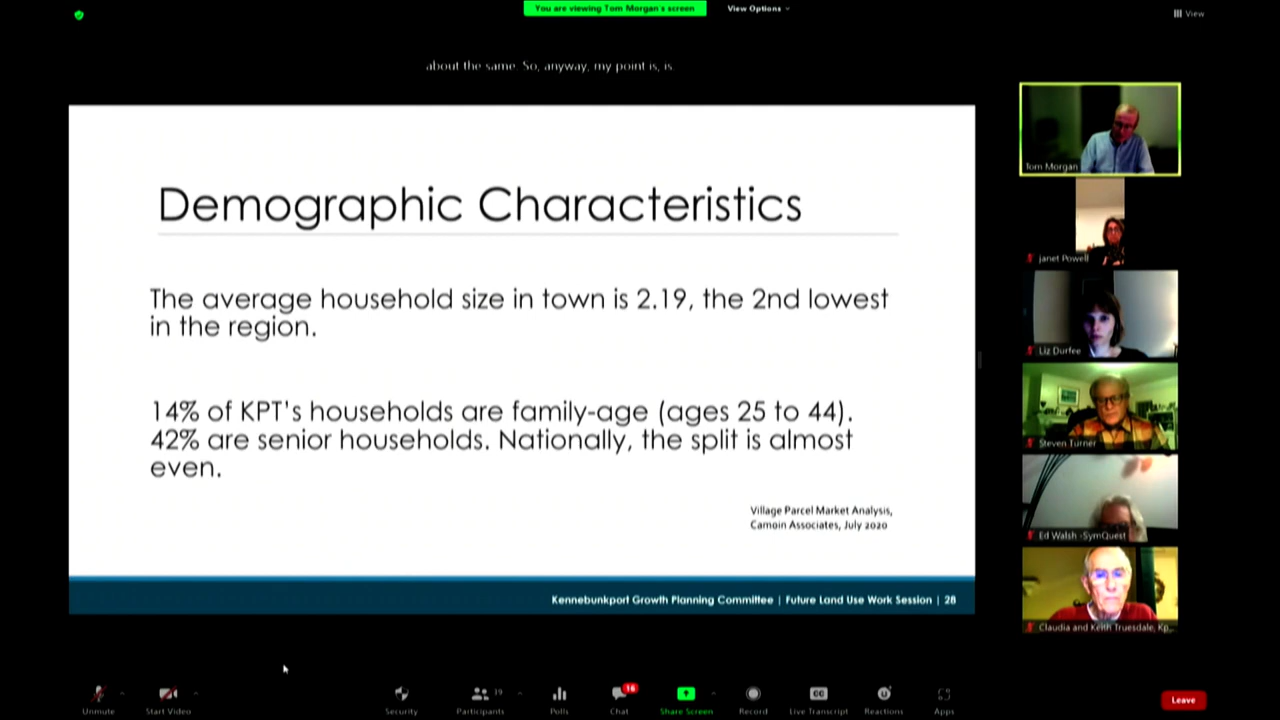 You are viewing Tom Morgan's screen
View Options
View
about the same. So, anyway, my point is, is
Demographic Characteristics
The average household size in town is 2.19, the 2nd lowest
in the region.
14% of KPT's households are family-age (ages 25 to 44).
42% are senior households. Nationally, the split is almost
even.
Village Parcel Market Analysis,
Camoin Associates, July 2020
Kennebunkport Growth Planning Committee | Future Land Use Work Session | 28
Tom Morgan
janet Powell
Liz Durfee
Steven Turner
Ed Walsh -SymQuest
Claudia and Keith Truesdale, Kp...
Unmute
Start Video
Security
Participants
19
Polls
Chat
16
Share Screen
Record
CC
Live Transcript
Reactions
Apps
Leave